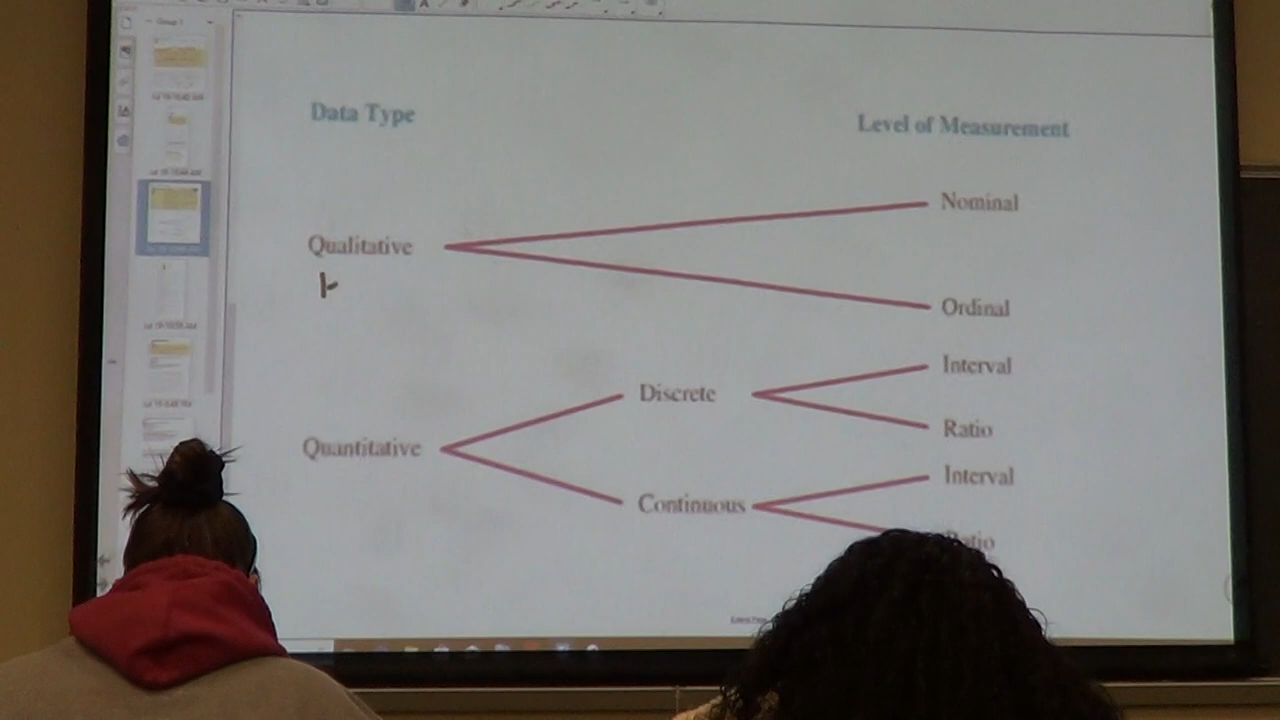 Data Type
Level of Measurement
Nominal
Qualitative
Ordinal
Interval
Discrete
Ratio
Quantitative
Interval
Continuous
Ratio